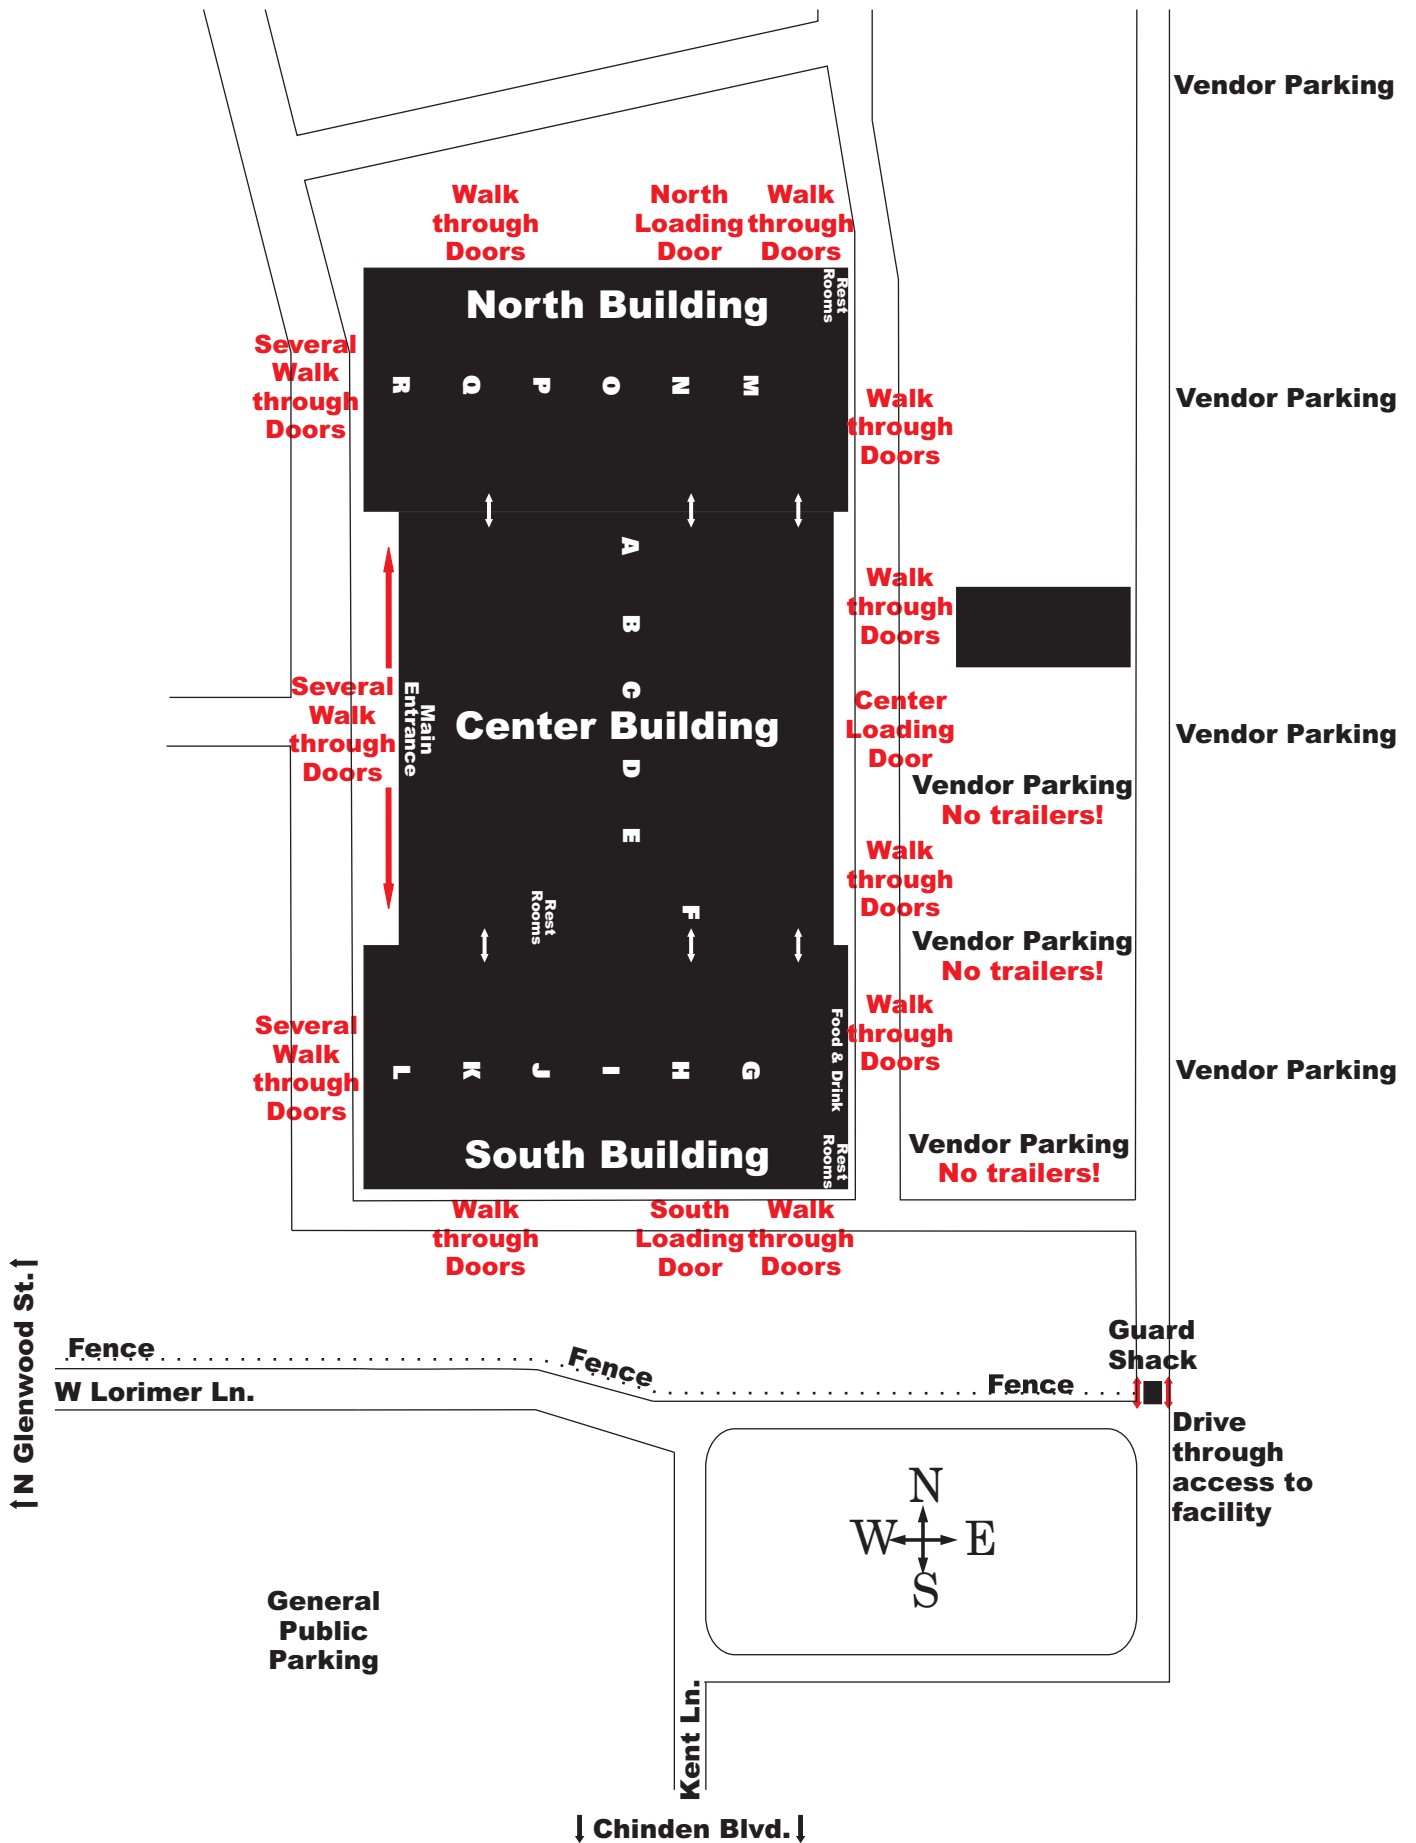 Vendor Parking
Walk
through
Doors
North
Loading
Door
Walk
through
Doors
North Building
Rest
Rooms
Several
Walk
through
Doors
R Q P O N M
Walk
through
Doors
Vendor Parking
A
B
C
D
E
F
Walk
through
Doors
Several
Walk
through
Doors
Main
Entrance
Center Building
Center
Loading
Door
Vendor Parking
Vendor Parking
No trailers!
Walk
through
Doors
Rest
Rooms
Vendor Parking
No trailers!
Several
Walk
through
Doors
L K J I H G
Food & Drink
Walk
through
Doors
Vendor Parking
South Building
Rest
Rooms
Vendor Parking
No trailers!
Walk
through
Doors
South
Loading
Door
Walk
through
Doors
N Glenwood St.
Fence
Fence
Fence
Guard
Shack
W Lorimer Ln.
Drive
through
access to
facility
N
W E
S
General
Public
Parking
Kent Ln.
Chinden Blvd.